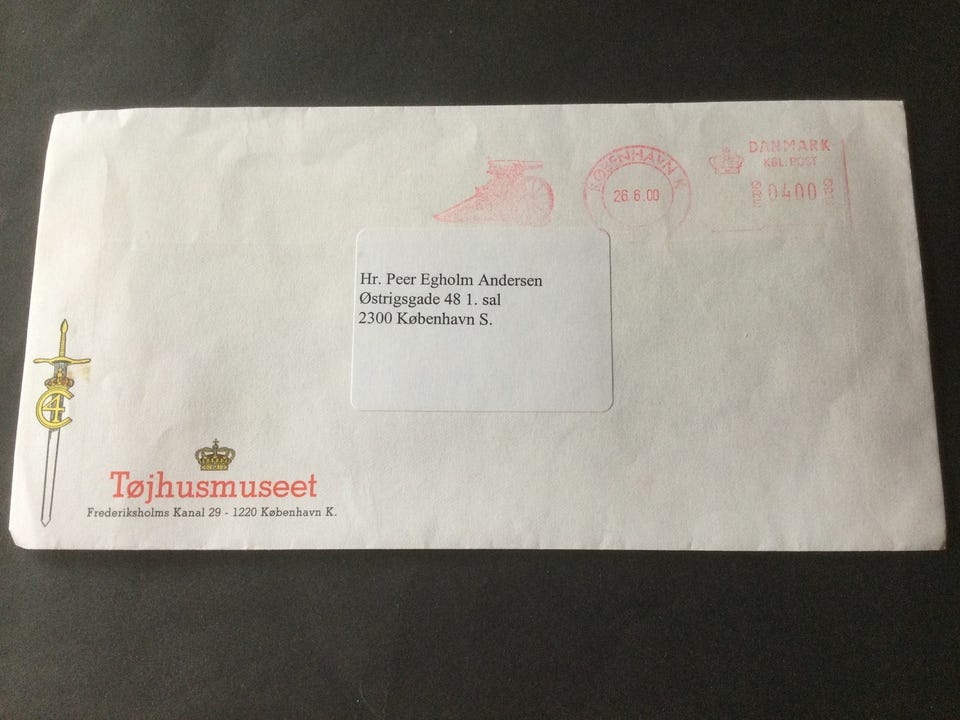 DANMARK
KGL. POST
0400
KØBENHAVN K
26.6.00
Hr. Peer Egholm Andersen
Østrigsgade 48 1. sal
2300 København S.
C4
Tøjhusmuseet
Frederiksholms Kanal 29 - 1220 København K.